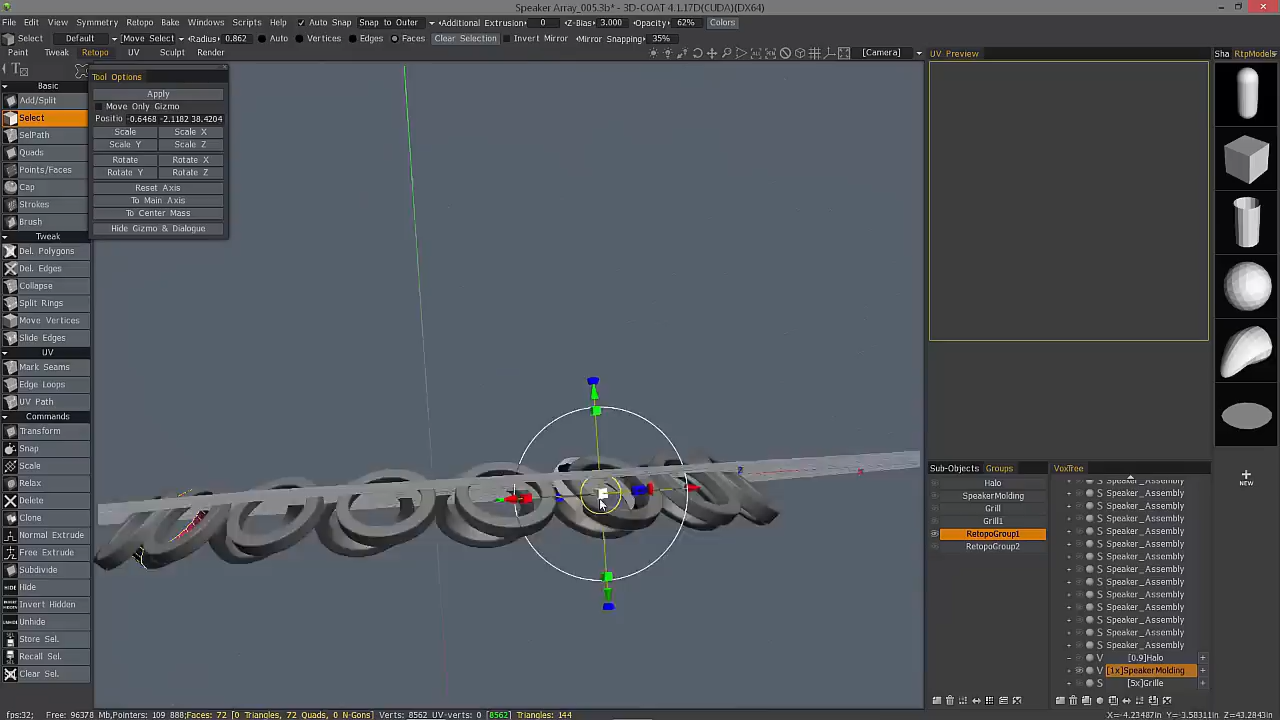 Speaker Array_005.3b* - 3D-COAT 4.1.17D(CUDA)(DX64)
File Edit View Retopo Bake Windows Scripts Help Auto Snap Snap to Outer Additional Extrusion 0 Z-Bias 3.000 Opacity 62% Colors
Select Default [Move Select] Radius 0.862 Auto Vertices Edges Faces Clear Selection Invert Mirror Mirror Snapping 35%
Paint Tweak Retopo UV Sculpt Render [Camera] UV Preview Sha RtpModels
Tool Options
Basic
Apply
Add/Split
Move Only Gizmo
Select
Positio -0.6468 -2.1182 38.4204
Scale Scale X
SelPath
Scale Y Scale Z
Quads
Rotate Rotate X
Points/Faces
Rotate Y Rotate Z
Cap
Reset Axis
To Main Axis
Strokes
To Center Mass
Brush
Hide Gizmo & Dialogue
Tweak
Del. Polygons
Del. Edges
Collapse
Split Rings
Move Vertices
Slide Edges
UV
Mark Seams
Edge Loops
UV Path
Commands
Transform
Snap
Scale
Relax
Delete
Clone
Normal Extrude
Free Extrude
Subdivide
Hide
Invert Hidden
Unhide
Store Sel.
Recall Sel.
Clear Sel.
Sub-Objects Groups VoxTree
Halo
SpeakerMolding
Grill
Grill1
RetopoGroup1
RetopoGroup2
Speaker_Assembly
S Speaker_Assembly
S Speaker_Assembly
S Speaker_Assembly
S Speaker_Assembly
S Speaker_Assembly
S Speaker_Assembly
S Speaker_Assembly
S Speaker_Assembly
S Speaker_Assembly
S Speaker_Assembly
S Speaker_Assembly
S Speaker_Assembly
S Speaker_Assembly
V [0.9]Halo
V [1x]SpeakerMolding
S [5x]Grille
NEW
fps:32; Free: 96378 Mb,Pointers: 109 888;Faces: 72 [0 Triangles, 72 Quads, 0 N-Gons] Verts: 8562 UV-verts: 0 [8562] Triangles: 144 X=-4.23487Y=-3.58311Z=43.2843